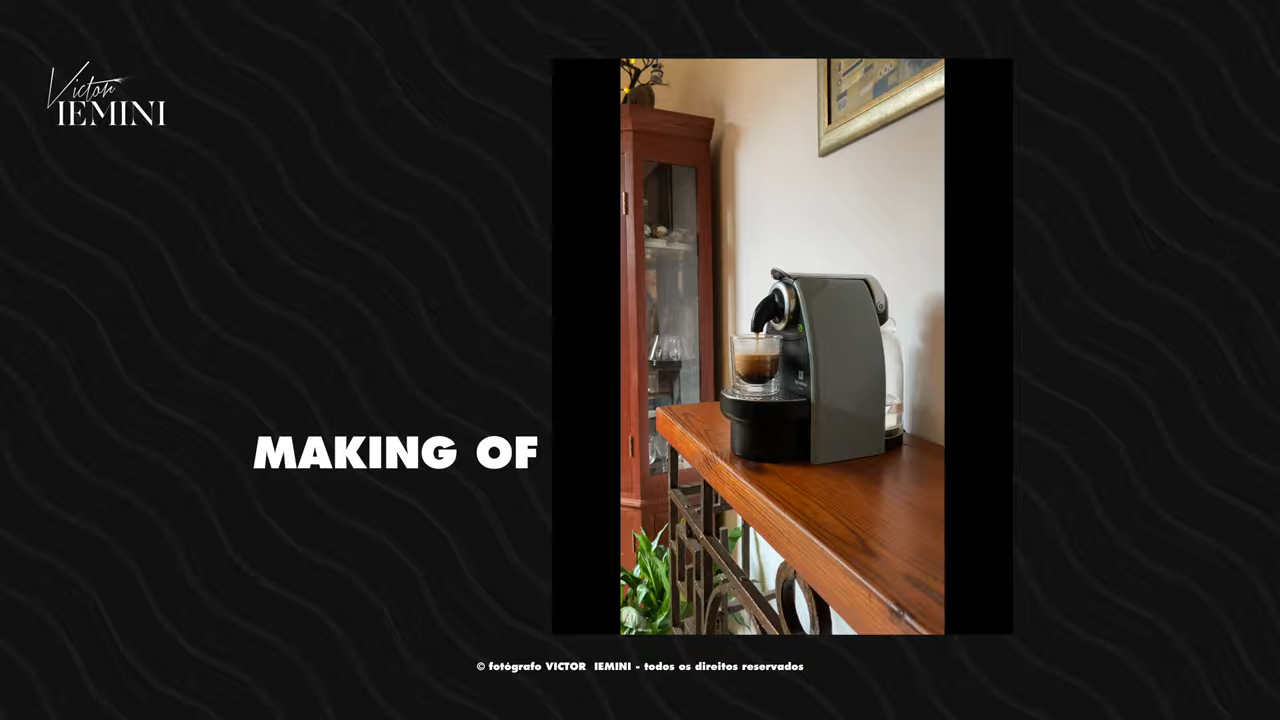 Victor
IEMINI
MAKING OF
© fotógrafo VICTOR IEMINI - todos os direitos reservados